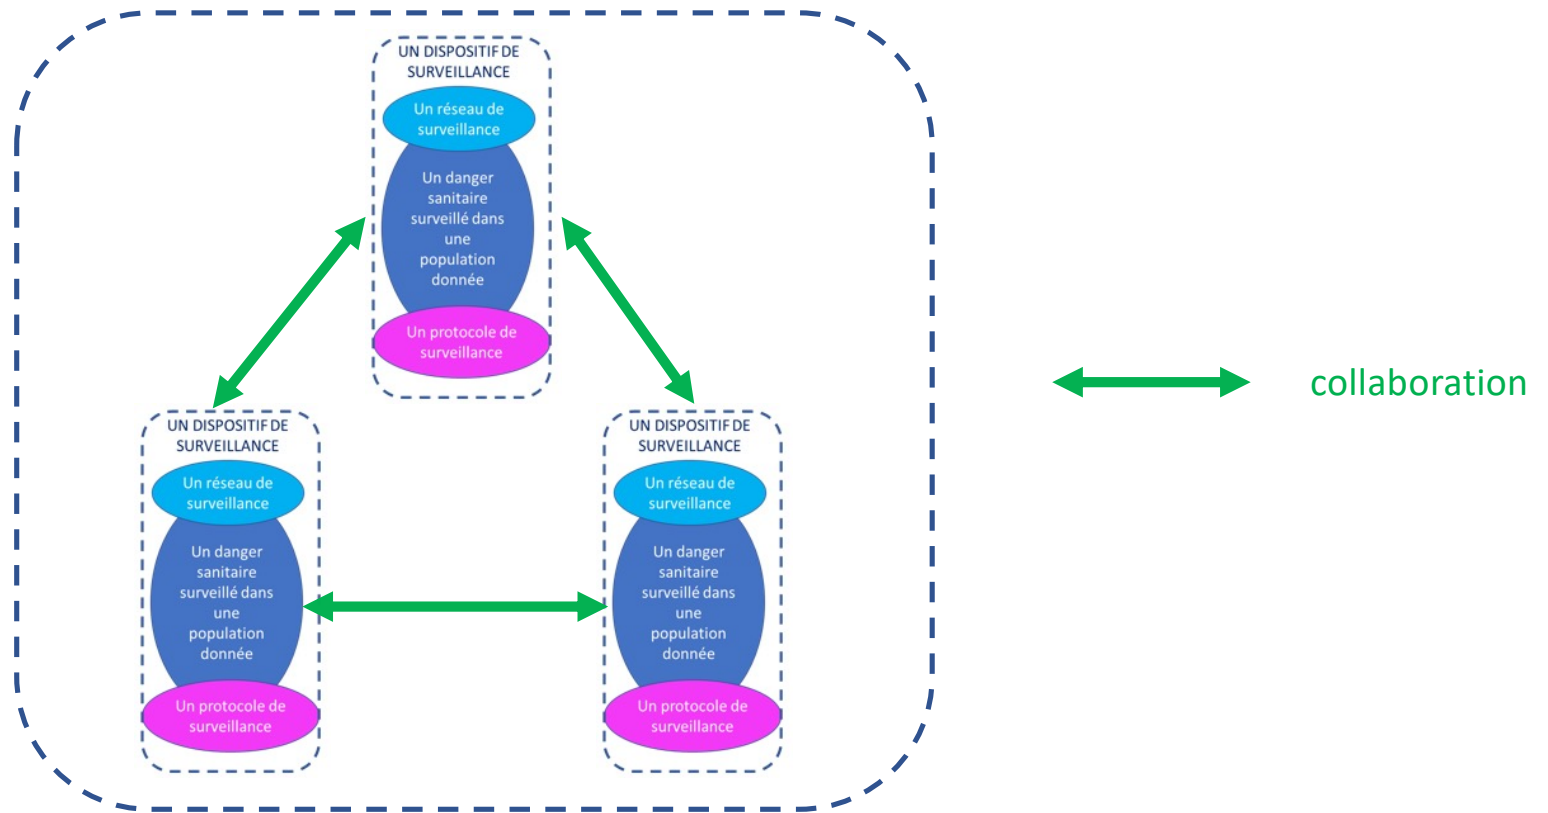 UN DISPOSITIF DE
SURVEILLANCE
Un réseau de
surveillance
Un danger
sanitaire
surveillé dans
une
population
donnée
Un protocole de
surveillance
collaboration
UN DISPOSITIF DE
SURVEILLANCE
Un réseau de
surveillance
Un danger
sanitaire
surveillé dans
une
population
donnée
Un protocole de
surveillance
UN DISPOSITIF DE
SURVEILLANCE
Un réseau de
surveillance
Un danger
sanitaire
surveillé dans
une
population
donnée
Un protocole de
surveillance